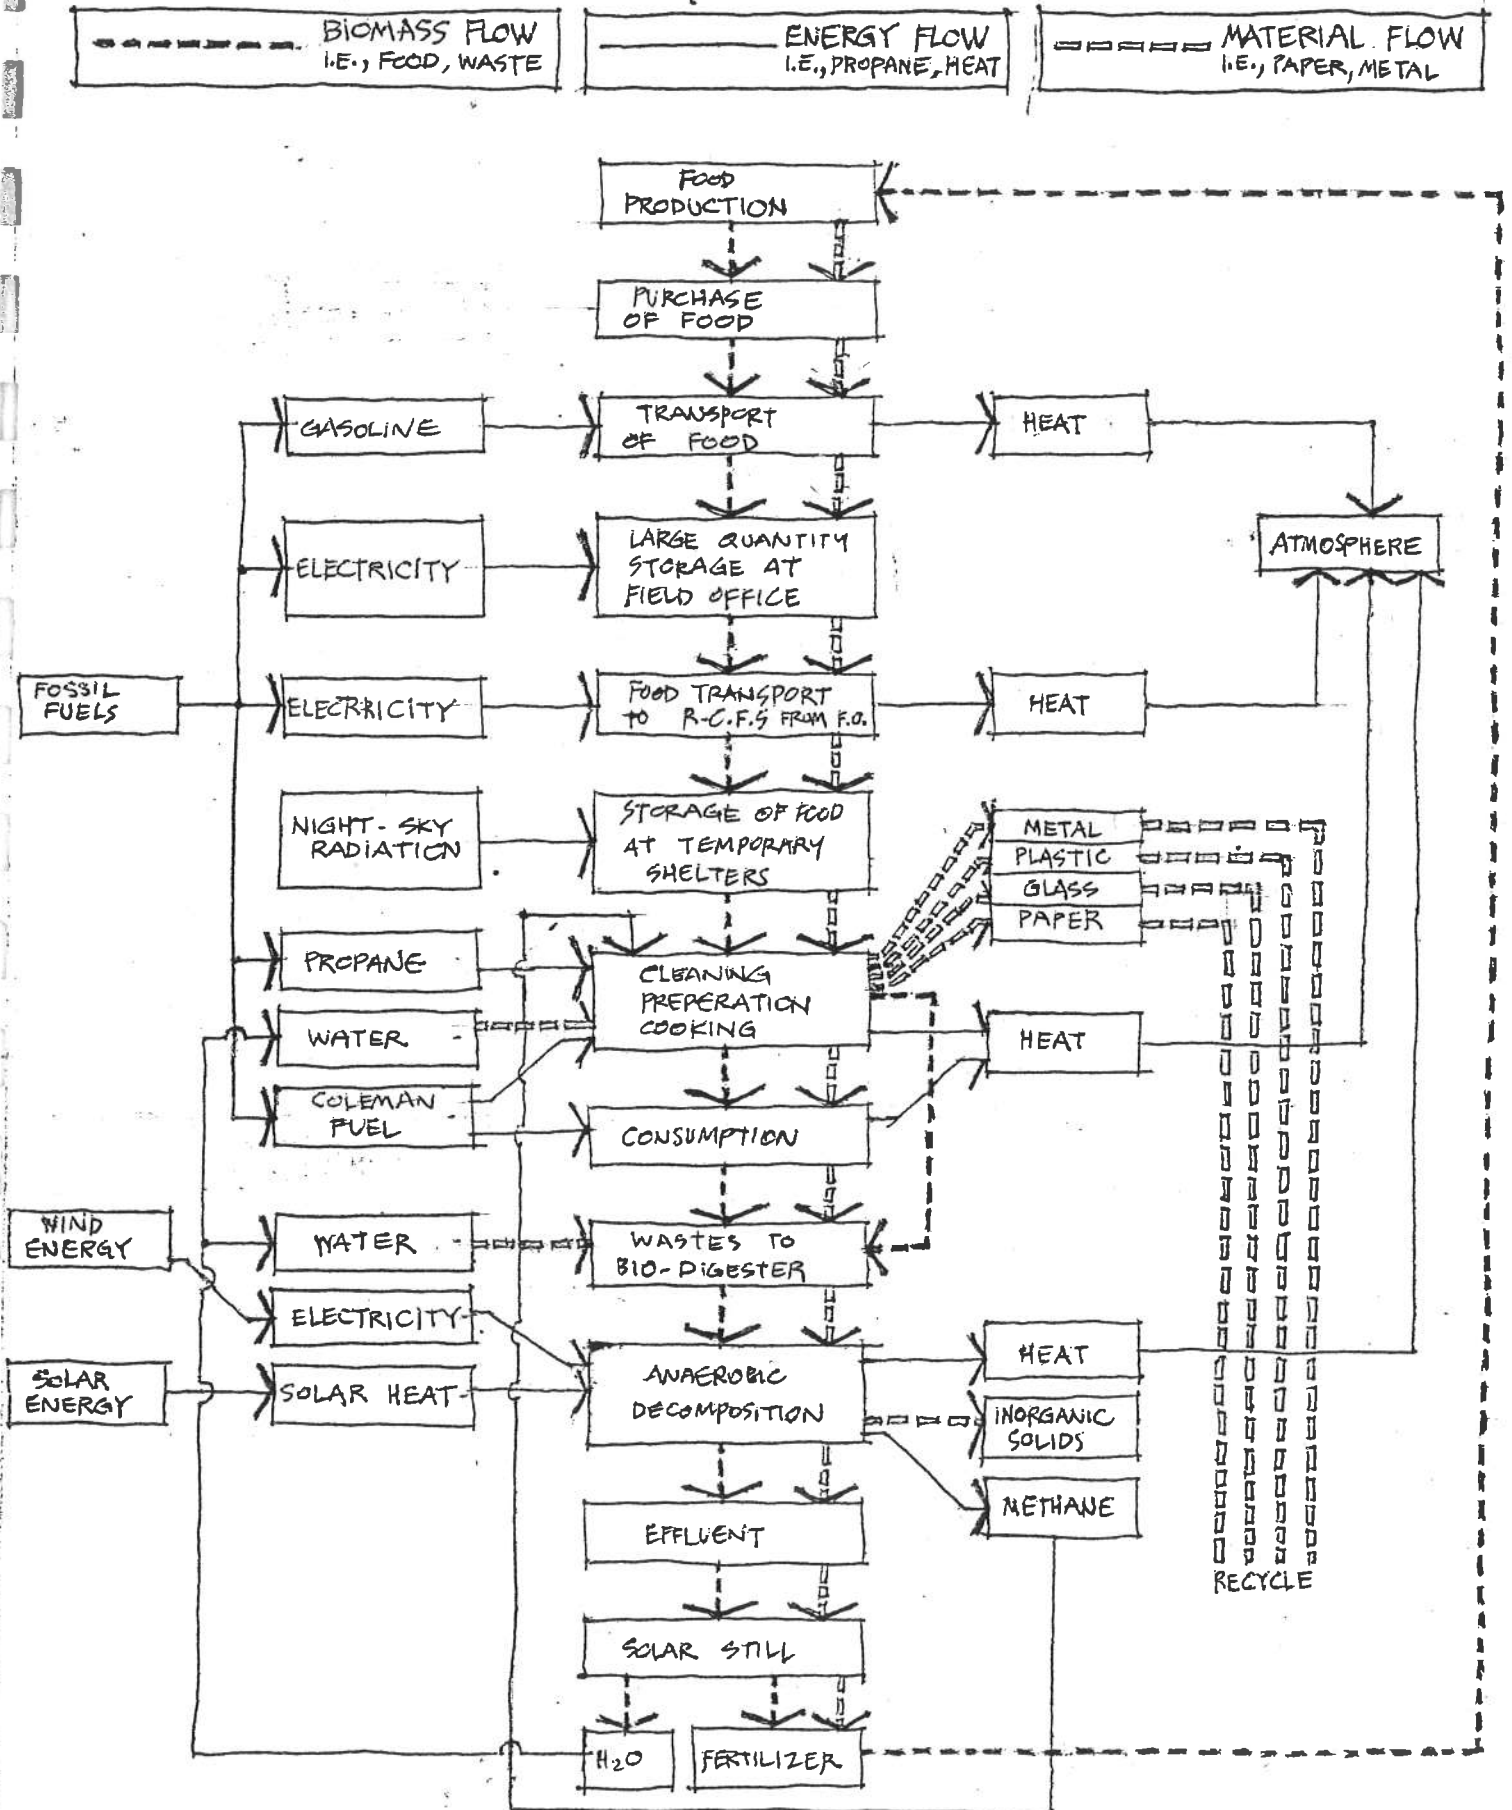 BIOMASS FLOW
I.E., FOOD, WASTE
ENERGY FLOW
I.E., PROPANE, HEAT
MATERIAL FLOW
I.E., PAPER, METAL
FOOD
PRODUCTION
PURCHASE
OF FOOD
GASOLINE
TRANSPORT
OF FOOD
HEAT
ELECTRICITY
LARGE QUANTITY
STORAGE AT
FIELD OFFICE
ATMOSPHERE
FOSSIL
FUELS
ELECRICITY
FOOD TRANSPORT
TO R-C.F.S FROM F.O.
HEAT
NIGHT-SKY
RADIATION
STORAGE OF FOOD
AT TEMPORARY
SHELTERS
METAL
PLASTIC
GLASS
PAPER
PROPANE
CLEANING
PREPERATION
COOKING
WATER
HEAT
COLEMAN
FUEL
CONSUMPTION
WIND
ENERGY
WATER
WASTES TO
BIO-DIGESTER
ELECTRICITY
SOLAR
ENERGY
SOLAR HEAT
ANAEROBIC
DECOMPOSITION
HEAT
INORGANIC
SOLIDS
METHANE
EFFLUENT
RECYCLE
SOLAR STILL
H2O
FERTILIZER